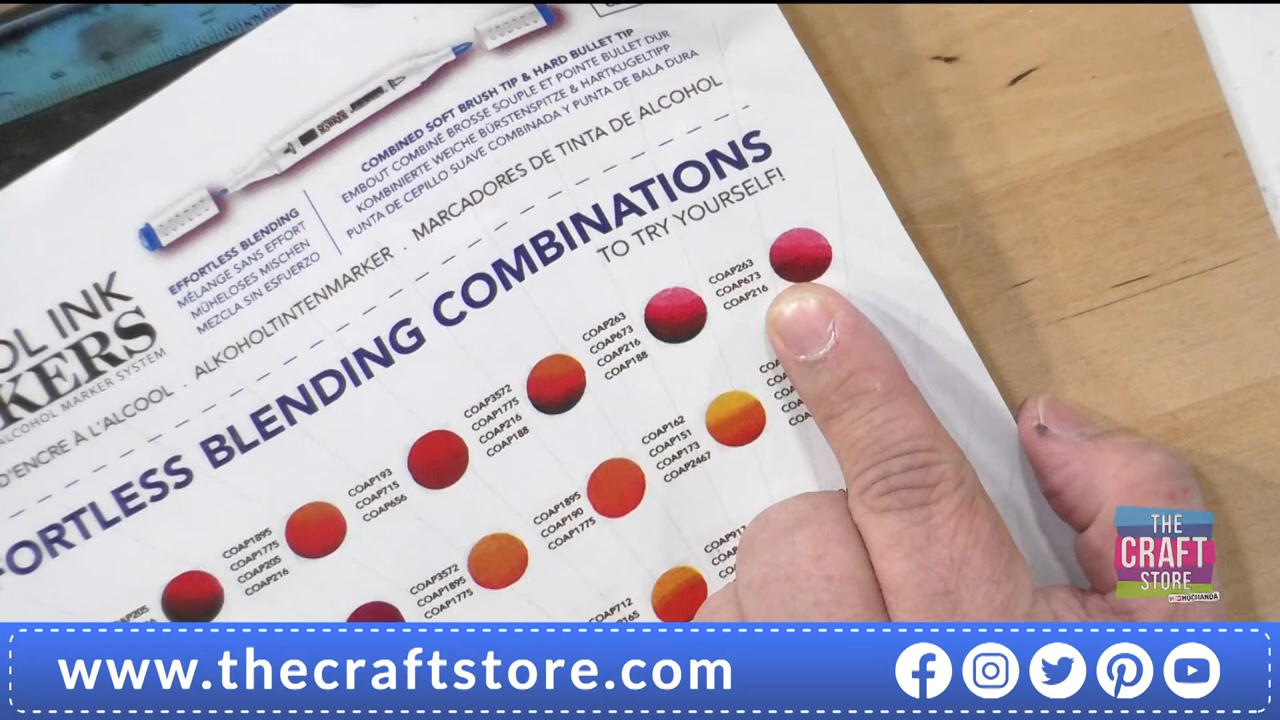 COMBINED SOFT BRUSH TIP & HARD BULLET TIP
EMBOUT COMBINÉ BROSSE SOUPLE ET POINTE BULLET DUR
KOMBINIERTE WEICHE BÜRSTENSPITZE & HARTKUGELTIPP
PUNTA DE CEPILLO SUAVE COMBINADA Y PUNTA DE BALA DURA
EFFORTLESS BLENDING
MÉLANGE SANS EFFORT
MÜHELOSES MISCHEN
MEZCLA SIN ESFUERZO
OL INK
KERS
ALCOHOL MARKER SYSTEM
D'ENCRE À L'ALCOOL . ALKOHOLTINTENMARKER . MARCADORES DE TINTA DE ALCOHOL
FORTLESS BLENDING COMBINATIONS
TO TRY YOURSELF!
COAP263
COAP673
COAP216
COAP263
COAP673
COAP216
COAP188
COAP3572
COAP1775
COAP216
COAP188
COAP193
COAP715
COAP656
COAP1895
COAP1775
COAP205
COAP216
COAP162
COAP151
COAP173
COAP2467
COAP1895
COAP190
COAP1775
COAP3572
COAP1895
COAP1775
THE
CRAFT
STORE
BY HOCHANDA
www.thecraftstore.com